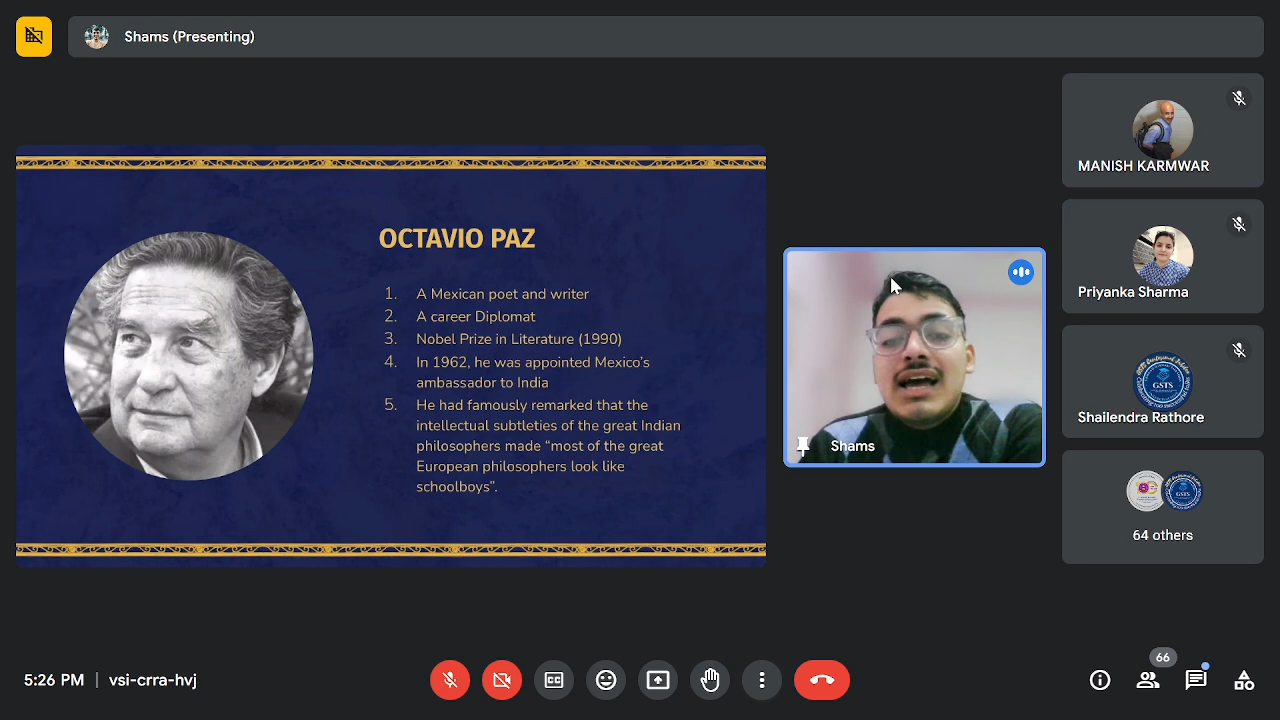 Shams (Presenting)
MANISH KARMWAR
OCTAVIO PAZ
1. A Mexican poet and writer
2. A career Diplomat
3. Nobel Prize in Literature (1990)
4. In 1962, he was appointed Mexico’s
ambassador to India
5. He had famously remarked that the
intellectual subtleties of the great Indian
philosophers made “most of the great
European philosophers look like
schoolboys”.
Shams
Priyanka Sharma
GSTS
Shailendra Rathore
GSTS
64 others
5:26 PM | vsi-crra-hvj
CC
66